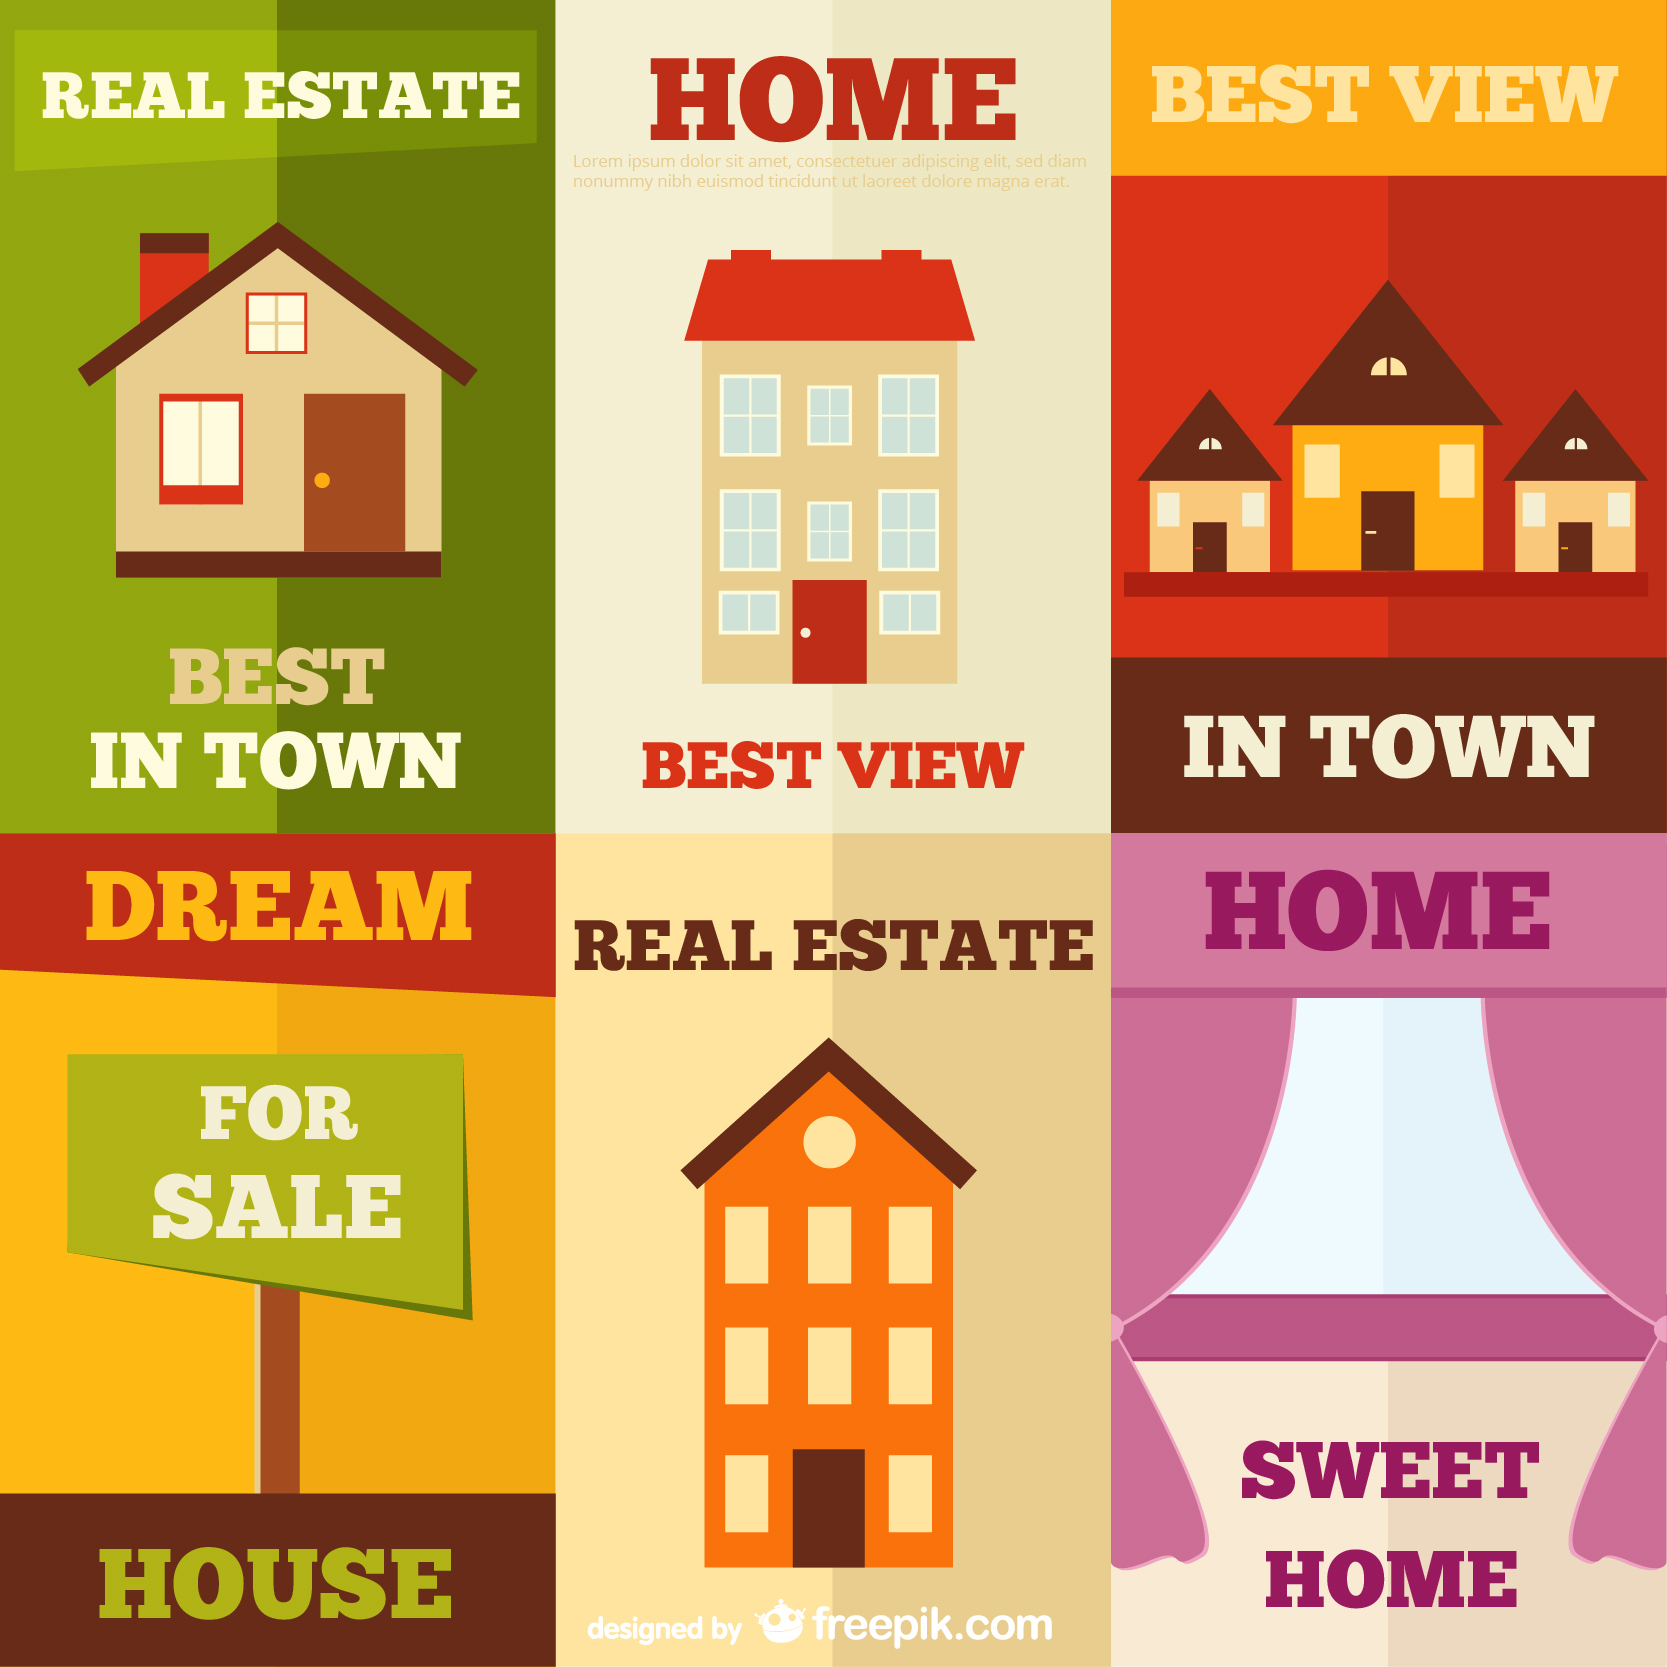 REAL ESTATE
BEST
IN TOWN
HOME
Lorem ipsum dolor sit amet, consectetuer adipiscing elit, sed diam
nonummy nibh euismod tincidunt ut laoreet dolore magna erat.
BEST VIEW
BEST VIEW
IN TOWN
DREAM
FOR
SALE
HOUSE
REAL ESTATE
designed by freepik.com
HOME
SWEET
HOME